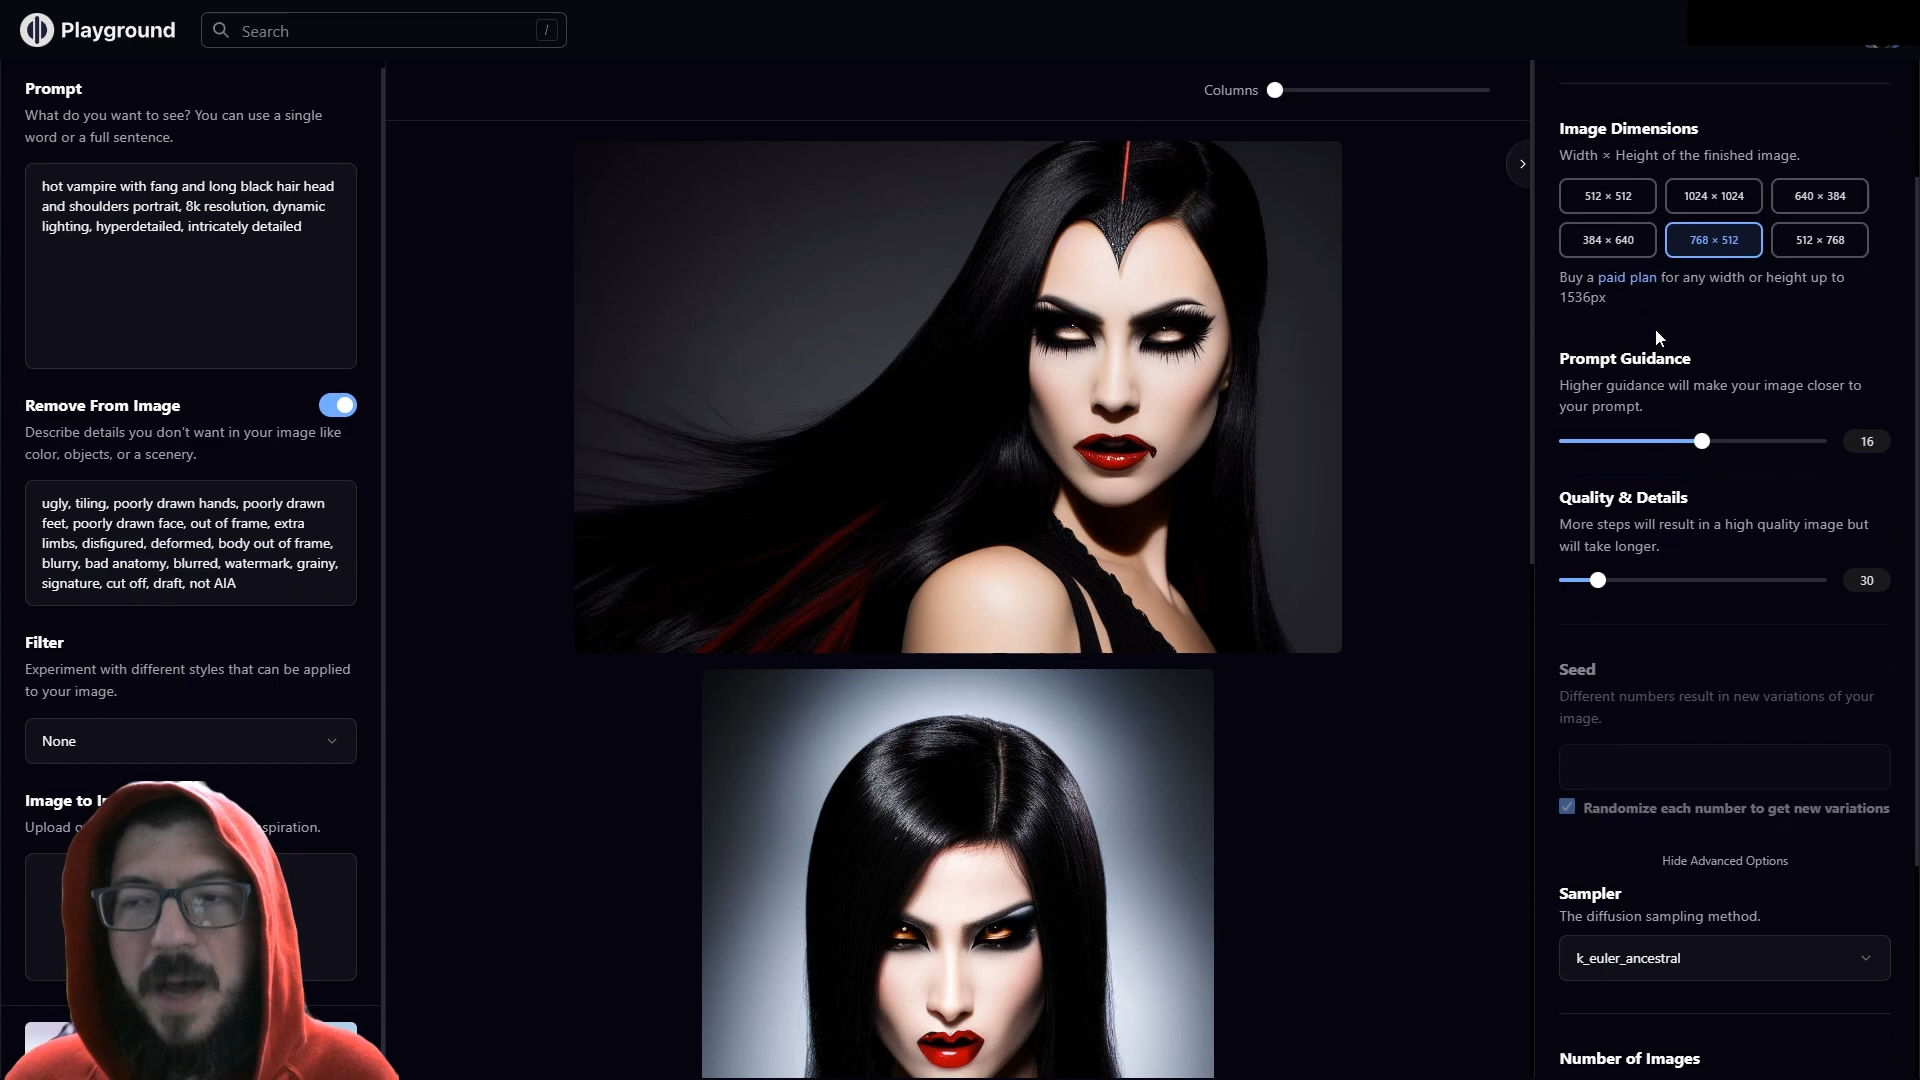 Playground
Search
/
Prompt
What do you want to see? You can use a single
word or a full sentence.
hot vampire with fang and long black hair head
and shoulders portrait, 8k resolution, dynamic
lighting, hyperdetailed, intricately detailed
Remove From Image
Describe details you don't want in your image like
color, objects, or a scenery.
ugly, tiling, poorly drawn hands, poorly drawn
feet, poorly drawn face, out of frame, extra
limbs, disfigured, deformed, body out of frame,
blurry, bad anatomy, blurred, watermark, grainy,
signature, cut off, draft, not AIA
Filter
Experiment with different styles that can be applied
to your image.
None
Image to
Upload
Columns
Image Dimensions
Width × Height of the finished image.
512 × 512
1024 × 1024
640 × 384
384 × 640
768 × 512
512 × 768
Buy a paid plan for any width or height up to
1536px
Prompt Guidance
Higher guidance will make your image closer to
your prompt.
16
Quality & Details
More steps will result in a high quality image but
will take longer.
30
Seed
Different numbers result in new variations of your
image.
Randomize each number to get new variations
Hide Advanced Options
Sampler
The diffusion sampling method.
k_euler_ancestral
Number of Images